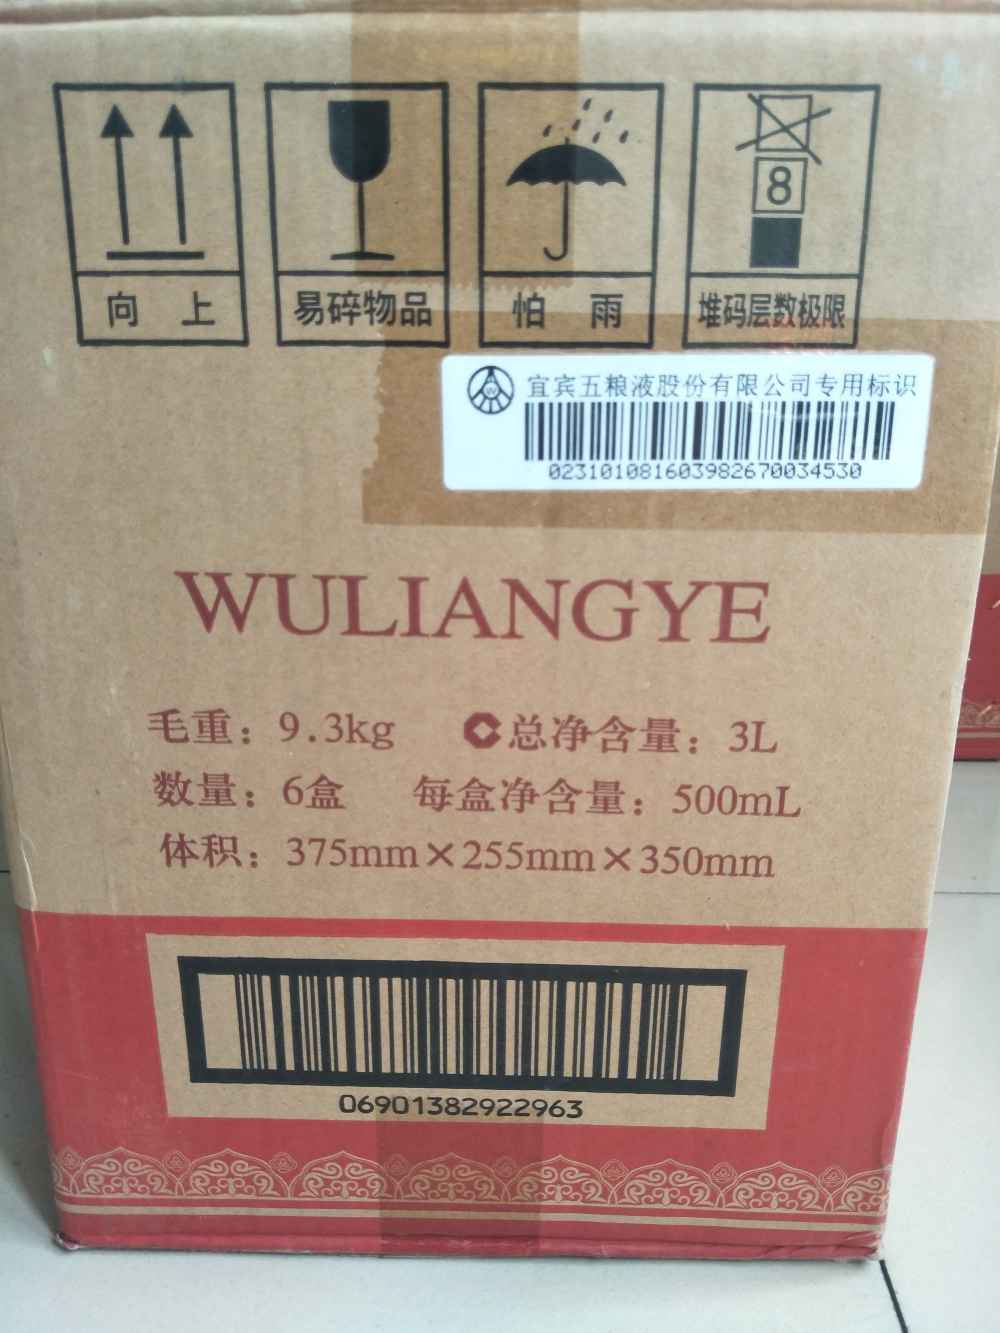 8
向 上
易碎物品
怕 雨
堆码层数极限
宜宾五粮液股份有限公司专用标识
023101081603982670034530
WULIANGYE
毛重：9.3kg C总净含量：3L
数量：6盒 每盒净含量：500mL
体积：375mm×255mm×350mm
06901382922963